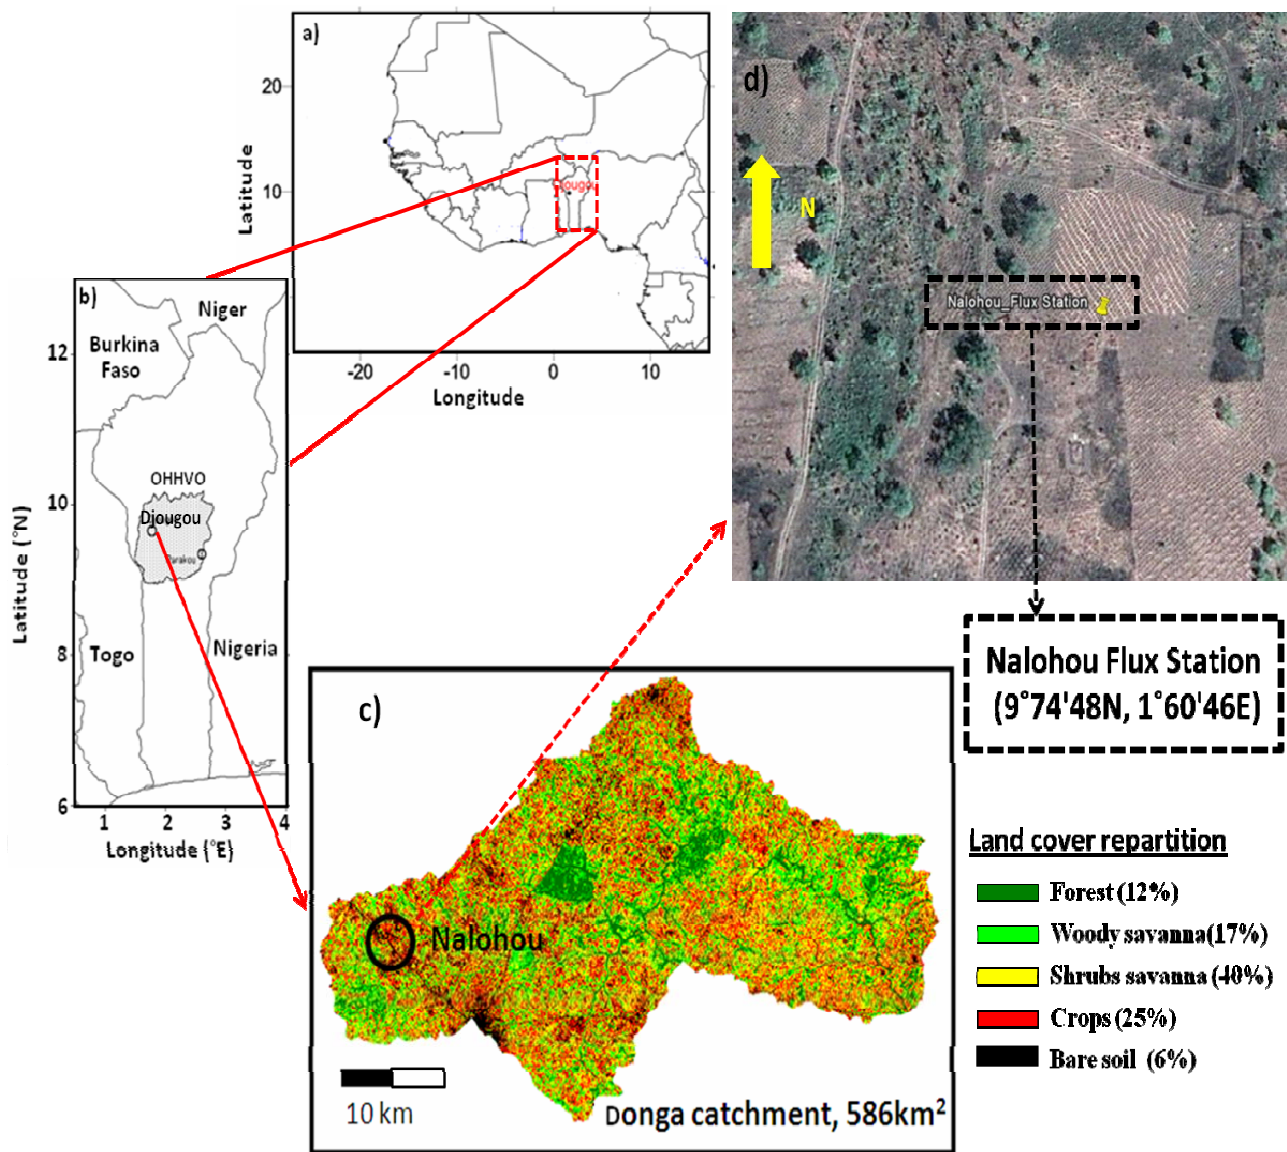 a)
20
10
Latitude
Djougou
-20
-10
0
10
Longitude
b)
Niger
Burkina
Faso
12
OHHVO
10
Djougou
Parakou
Latitude (°N)
8
Togo
Nigeria
6
1
2
3
4
Longitude (°E)
c)
Nalohou
10 km
Donga catchment, 586km²
d)
N
Nalohou_Flux Station
Nalohou Flux Station
(9°74'48N, 1°60'46E)
Land cover repartition
Forest (12%)
Woody savanna(17%)
Shrubs savanna (40%)
Crops (25%)
Bare soil (6%)